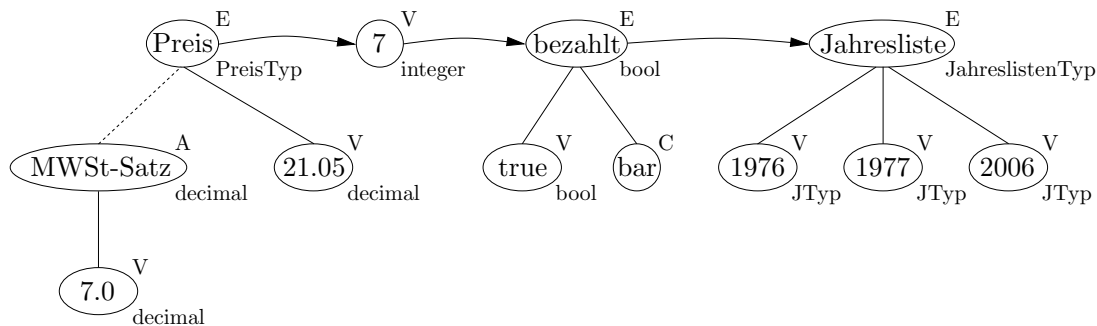 E V E E
Preis 7 bezahlt Jahresliste
PreisTyp integer bool JahreslistenTyp
A V V C V V V
MWSt-Satz 21.05 true bar 1976 1977 2006
decimal decimal bool JTyp JTyp JTyp
V
7.0
decimal